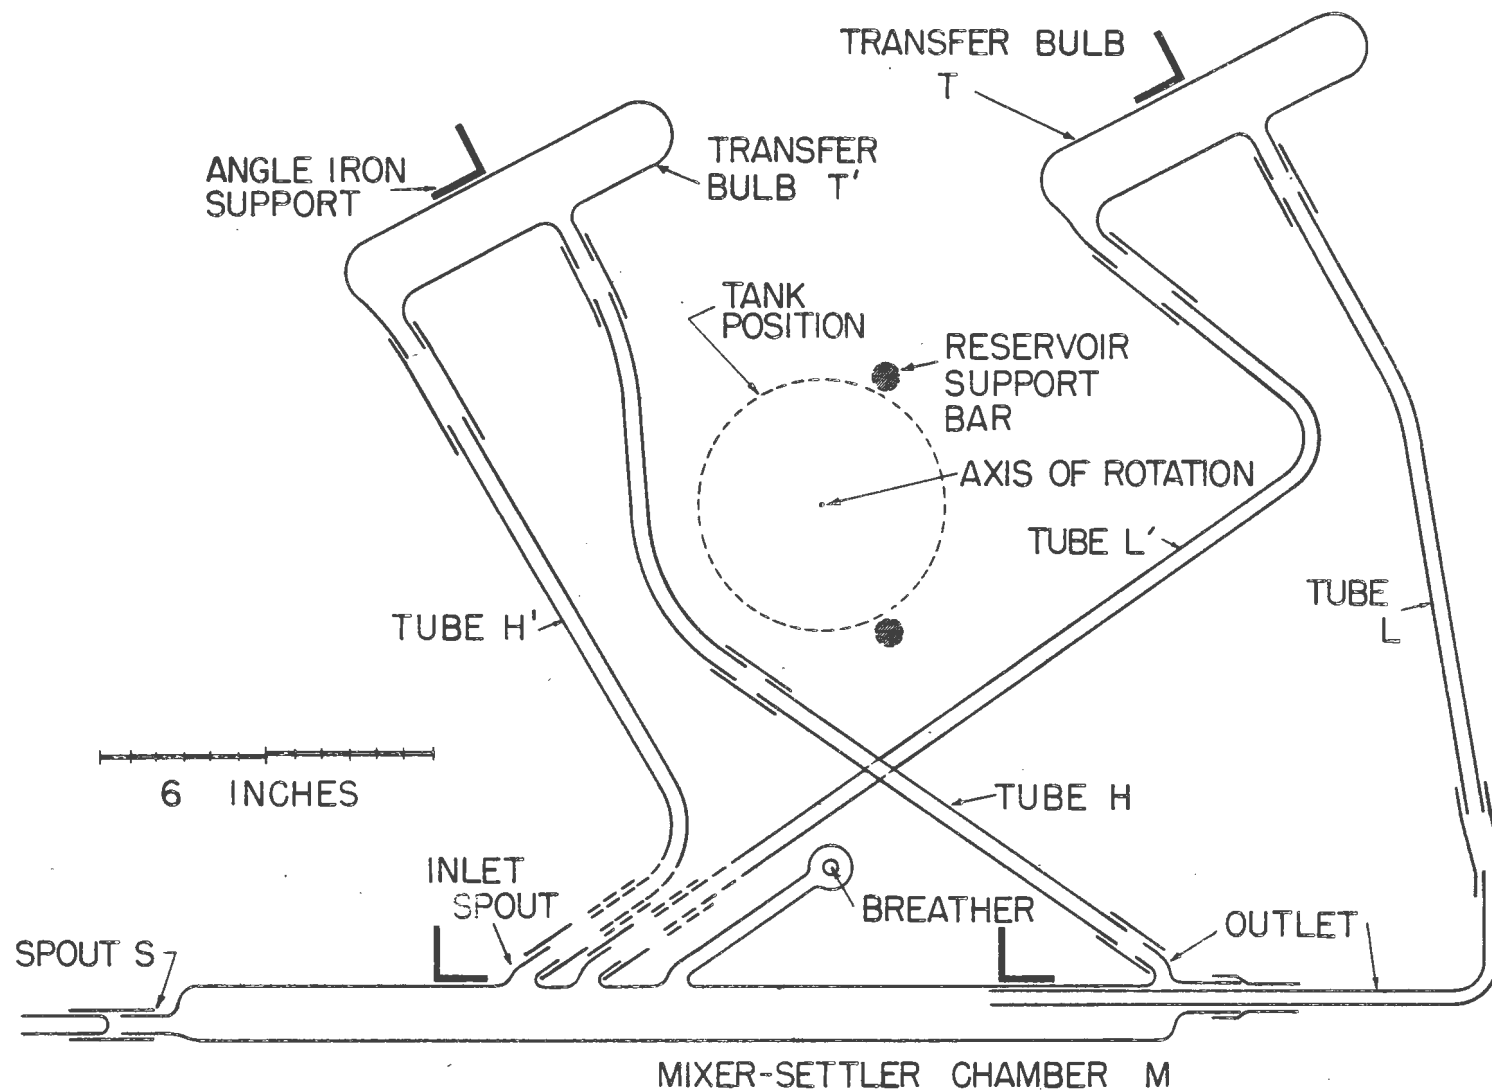 TRANSFER BULB
T
ANGLE IRON
SUPPORT
TRANSFER
BULB T'
TANK
POSITION
RESERVOIR
SUPPORT
BAR
AXIS OF ROTATION
TUBE L'
TUBE
L
TUBE H'
6 INCHES
TUBE H
INLET
SPOUT
BREATHER
OUTLET
SPOUT S
MIXER-SETTLER CHAMBER M